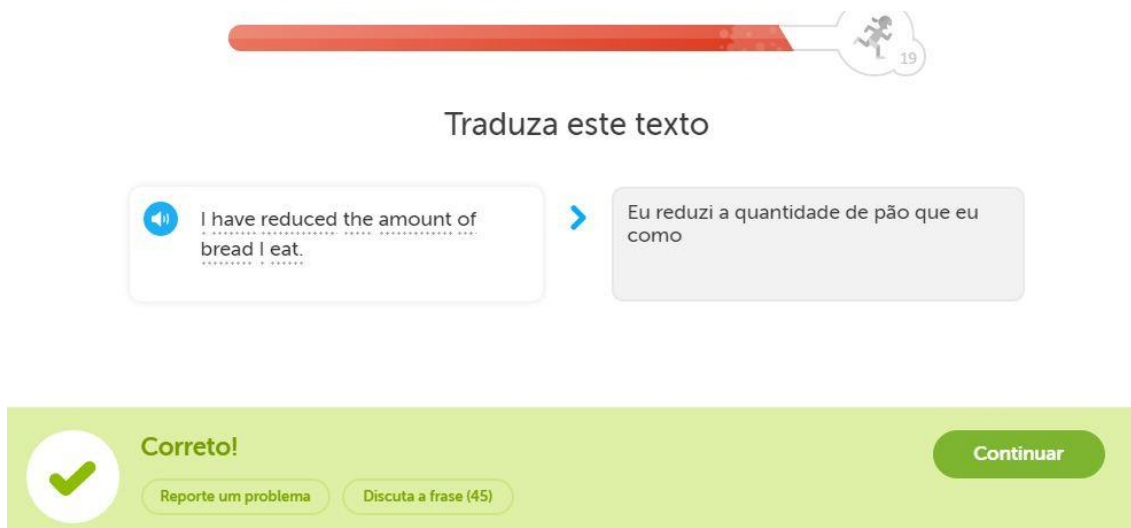 19
Traduza este texto
I have reduced the amount of
bread I eat.
Eu reduzi a quantidade de pão que eu
como
Correto!
Continuar
Reporte um problema
Discuta a frase (45)